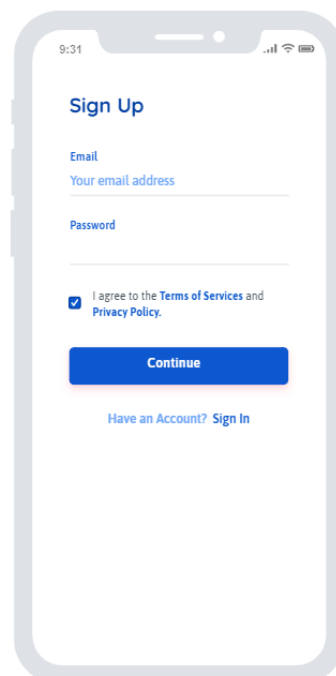 9:31
Sign Up
Email
Your email address
Password
I agree to the Terms of Services and
Privacy Policy.
Continue
Have an Account? Sign In